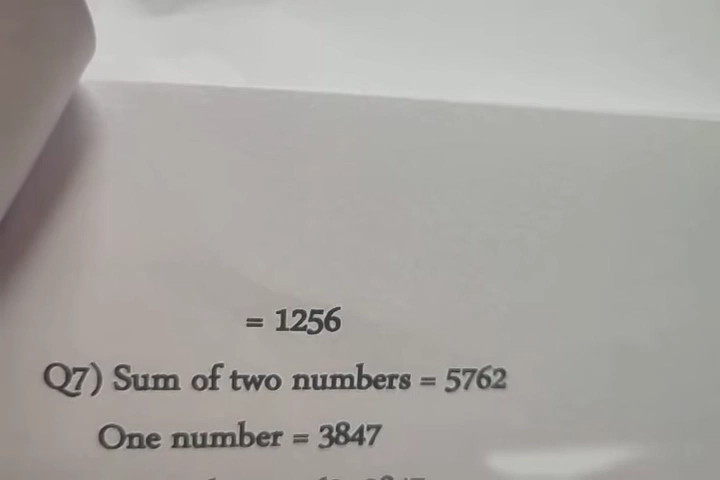 = 1256
Q7) Sum of two numbers = 5762
One number = 3847